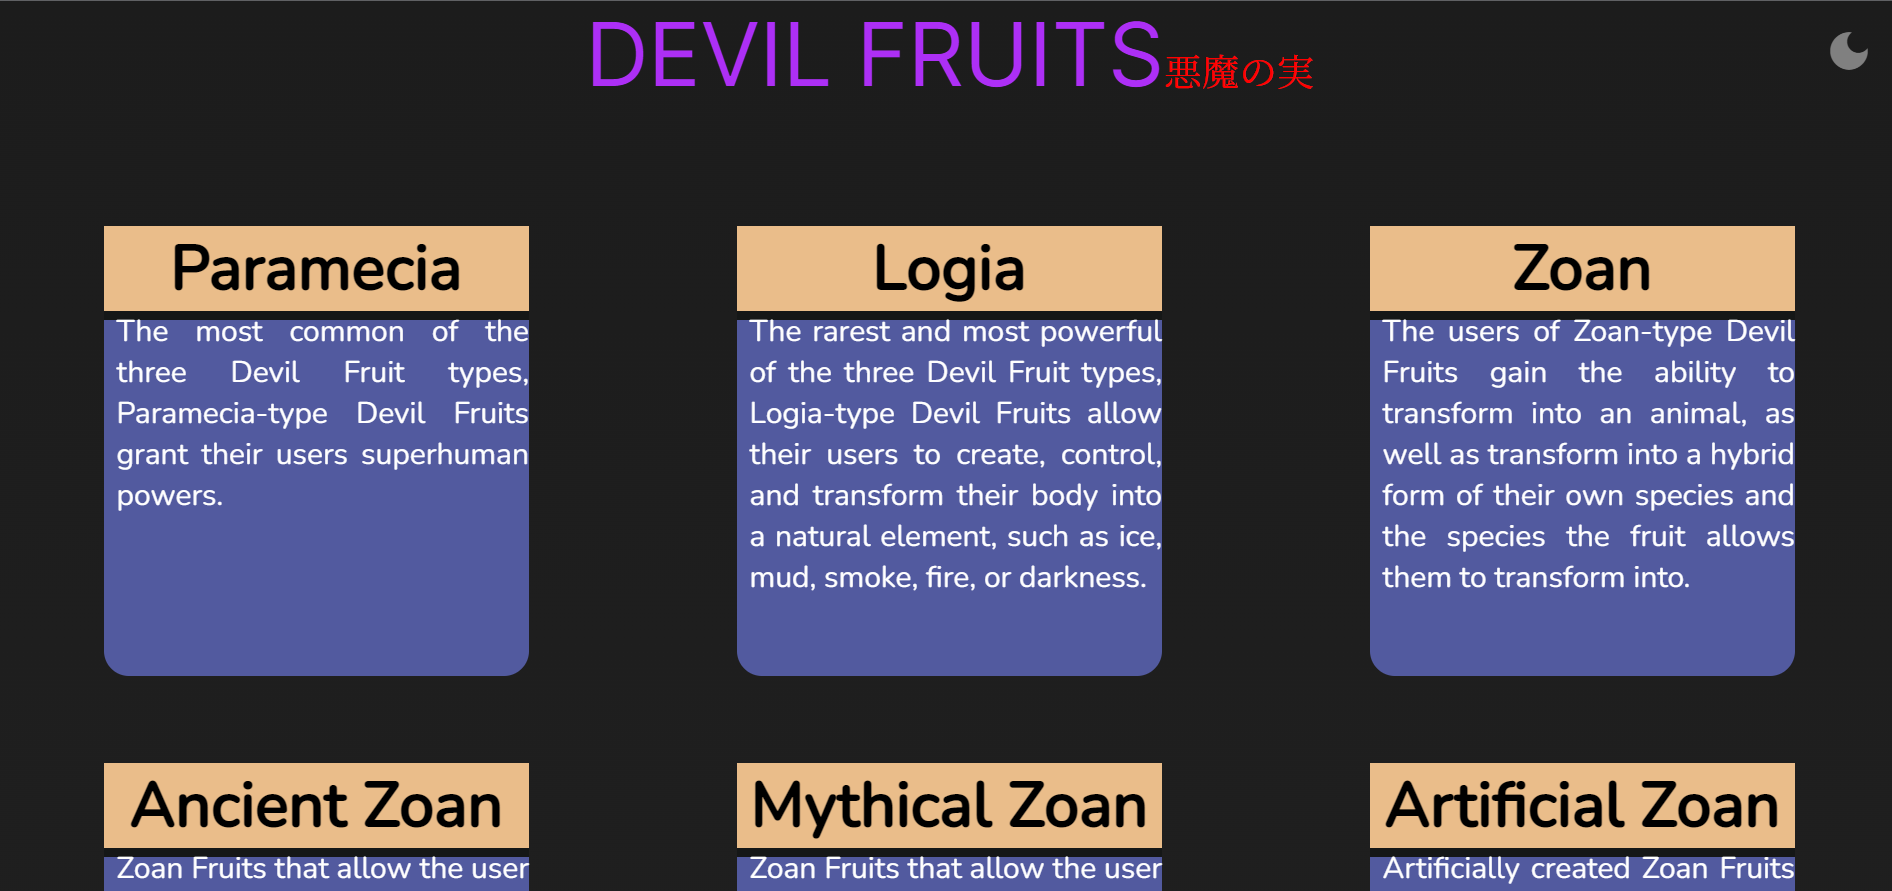 DEVIL FRUITS悪魔の実
Paramecia
The most common of the
three Devil Fruit types,
Paramecia-type Devil Fruits
grant their users superhuman
powers.
Logia
The rarest and most powerful
of the three Devil Fruit types,
Logia-type Devil Fruits allow
their users to create, control,
and transform their body into
a natural element, such as ice,
mud, smoke, fire, or darkness.
Zoan
The users of Zoan-type Devil
Fruits gain the ability to
transform into an animal, as
well as transform into a hybrid
form of their own species and
the species the fruit allows
them to transform into.
Ancient Zoan
Zoan Fruits that allow the user
Mythical Zoan
Zoan Fruits that allow the user
Artificial Zoan
Artificially created Zoan Fruits